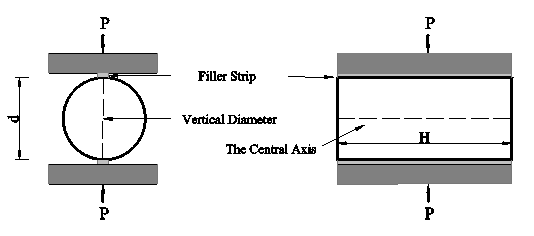 P
P
Filler Strip
d
Vertical Diameter
The Central Axis
H
P
P